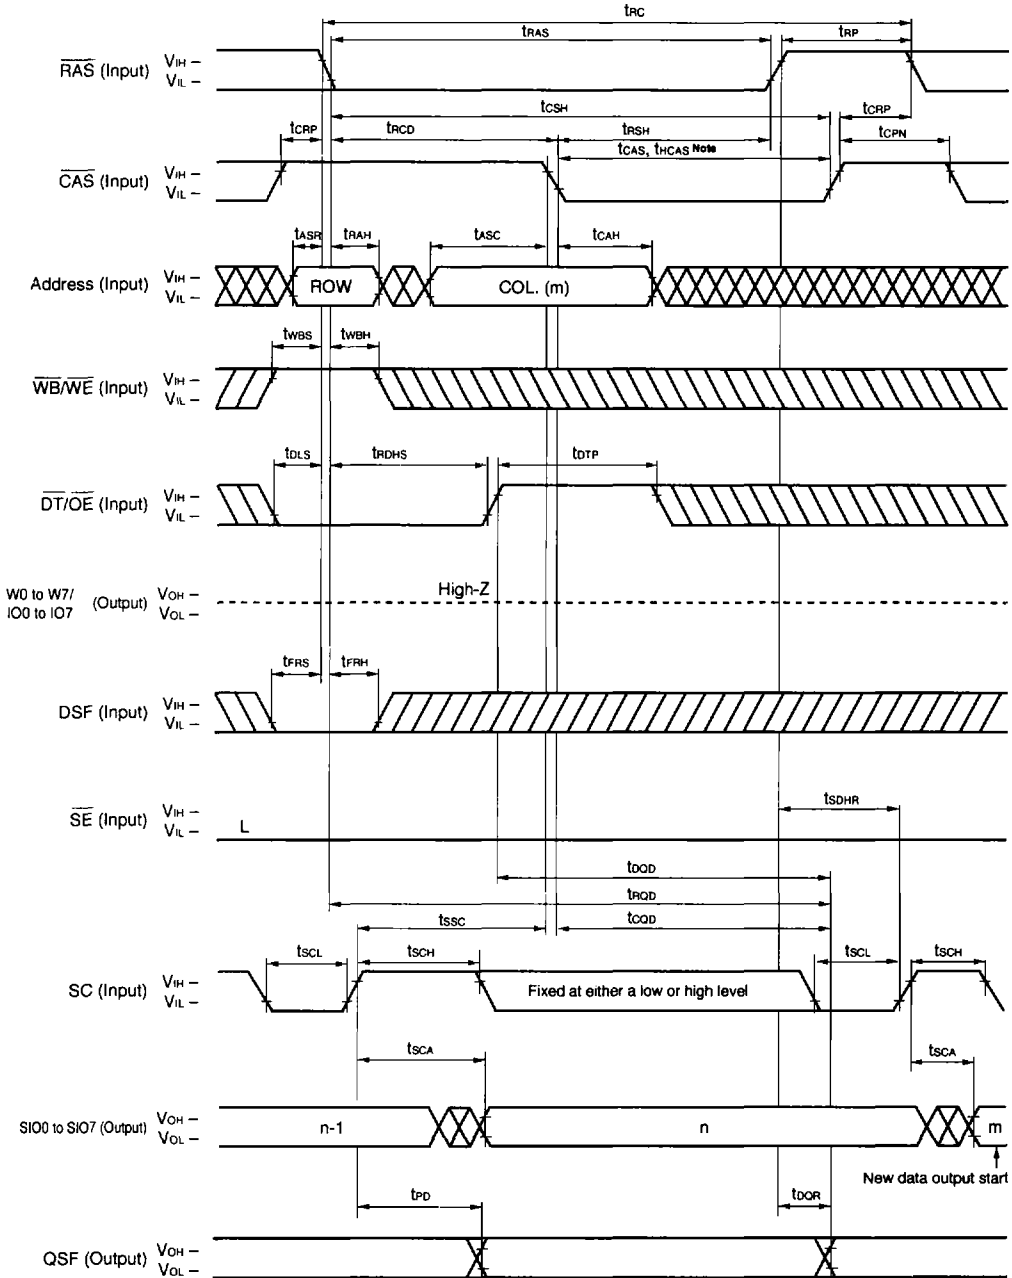 tRC
tRAS tRP
RAS (Input) VIH –
VIL –
tCSH tCRP
tCRP tRCD tRSH tCPN
tCAS, tHCAS Note
CAS (Input) VIH –
VIL –
tASR tRAH tASC tCAH
Address (Input) VIH –
VIL –
ROW COL. (m)
tWBS tWBH
WB/WE (Input) VIH –
VIL –
tDLS tRDHS tDTP
DT/OE (Input) VIH –
VIL –
High-Z
W0 to W7/
IO0 to IO7 (Output) VOH –
VOL –
tFRS tFRH
DSF (Input) VIH –
VIL –
tSDHR
SE (Input) VIH –
VIL –
L
tDQD
tRQD
tSSC tCQD
tSCL tSCH tSCL tSCH
SC (Input) VIH –
VIL –
Fixed at either a low or high level
tSCA tSCA
SIO0 to SIO7 (Output) VOH –
VOL –
n-1 n m
New data output start
tPD tDQR
QSF (Output) VOH –
VOL –